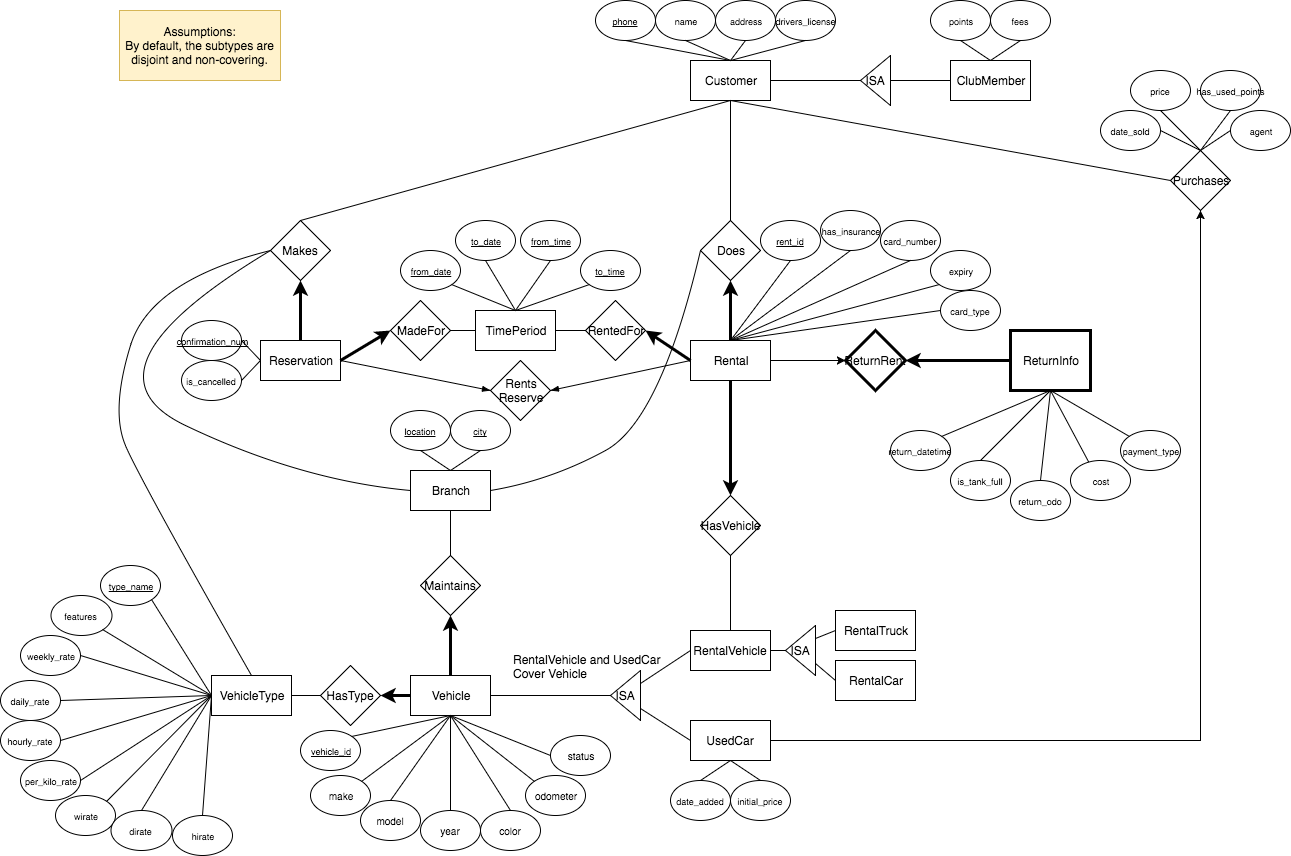 Assumptions:
By default, the subtypes are
disjoint and non-covering.
phone
name
address
drivers_license
points
fees
Customer
ISA
ClubMember
price
has_used_points
date_sold
agent
Purchases
Makes
to_date
from_time
from_date
to_time
Does
rent_id
has_insurance
card_number
expiry
card_type
confirmation_num
is_cancelled
Reservation
MadeFor
TimePeriod
RentedFor
Rental
ReturnRent
ReturnInfo
Rents
Reserve
location
city
return_datetime
is_tank_full
return_odo
cost
payment_type
Branch
HasVehicle
Maintains
type_name
features
weekly_rate
daily_rate
hourly_rate
per_kilo_rate
wirate
dirate
hirate
VehicleType
HasType
Vehicle
RentalVehicle and UsedCar
Cover Vehicle
ISA
RentalVehicle
ISA
RentalTruck
RentalCar
UsedCar
vehicle_id
make
model
year
color
odometer
status
date_added
initial_price